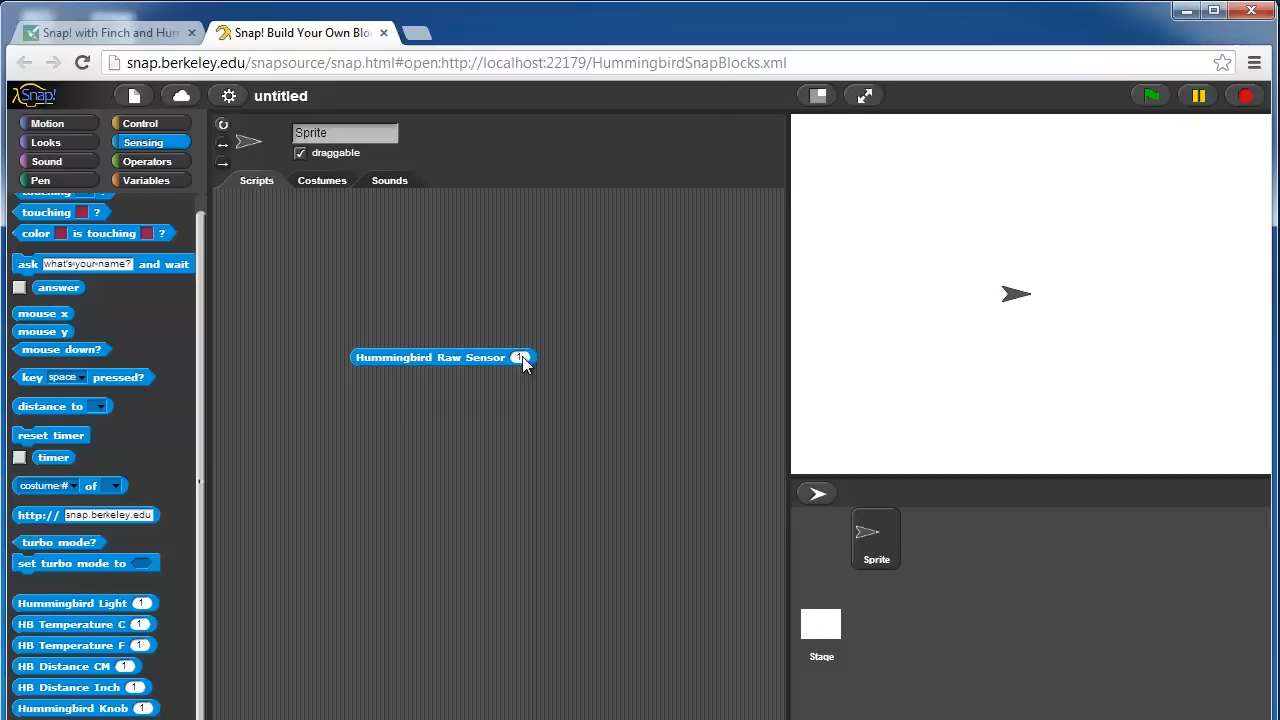 Snap! with Finch and Hum
Snap! Build Your Own Blo
snap.berkeley.edu/snapsource/snap.html#open:http://localhost:22179/HummingbirdSnapBlocks.xml
Snap!
untitled
Motion
Control
Looks
Sensing
Sound
Operators
Pen
Variables
Sprite
draggable
Scripts
Costumes
Sounds
touching ?
touching ?
color is touching ?
ask what's·your·name? and wait
answer
mouse x
mouse y
mouse down?
key space pressed?
distance to
reset timer
timer
costume·# of
http:// snap.berkeley.edu
turbo mode?
set turbo mode to
Hummingbird Light 1
HB Temperature C 1
HB Temperature F 1
HB Distance CM 1
HB Distance Inch 1
Hummingbird Knob 1
Hummingbird Raw Sensor 1
Sprite
Stage